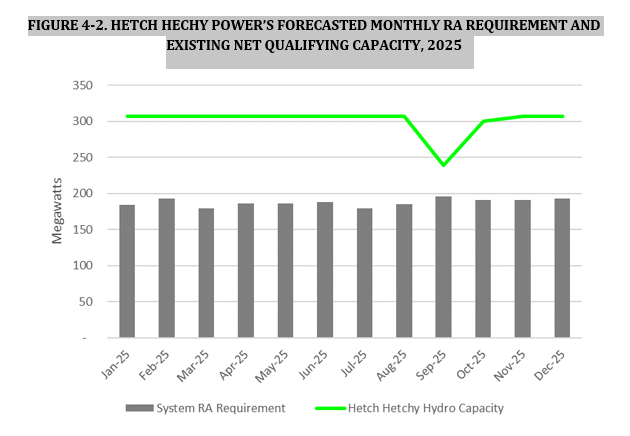 FIGURE 4-2. HETCH HECHY POWER'S FORECASTED MONTHLY RA REQUIREMENT AND
EXISTING NET QUALIFYING CAPACITY, 2025
350
300
250
200
150
100
50
-
Megawatts
Jan-25
Feb-25
Mar-25
Apr-25
May-25
Jun-25
Jul-25
Aug-25
Sep-25
Oct-25
Nov-25
Dec-25
System RA Requirement
Hetch Hetchy Hydro Capacity